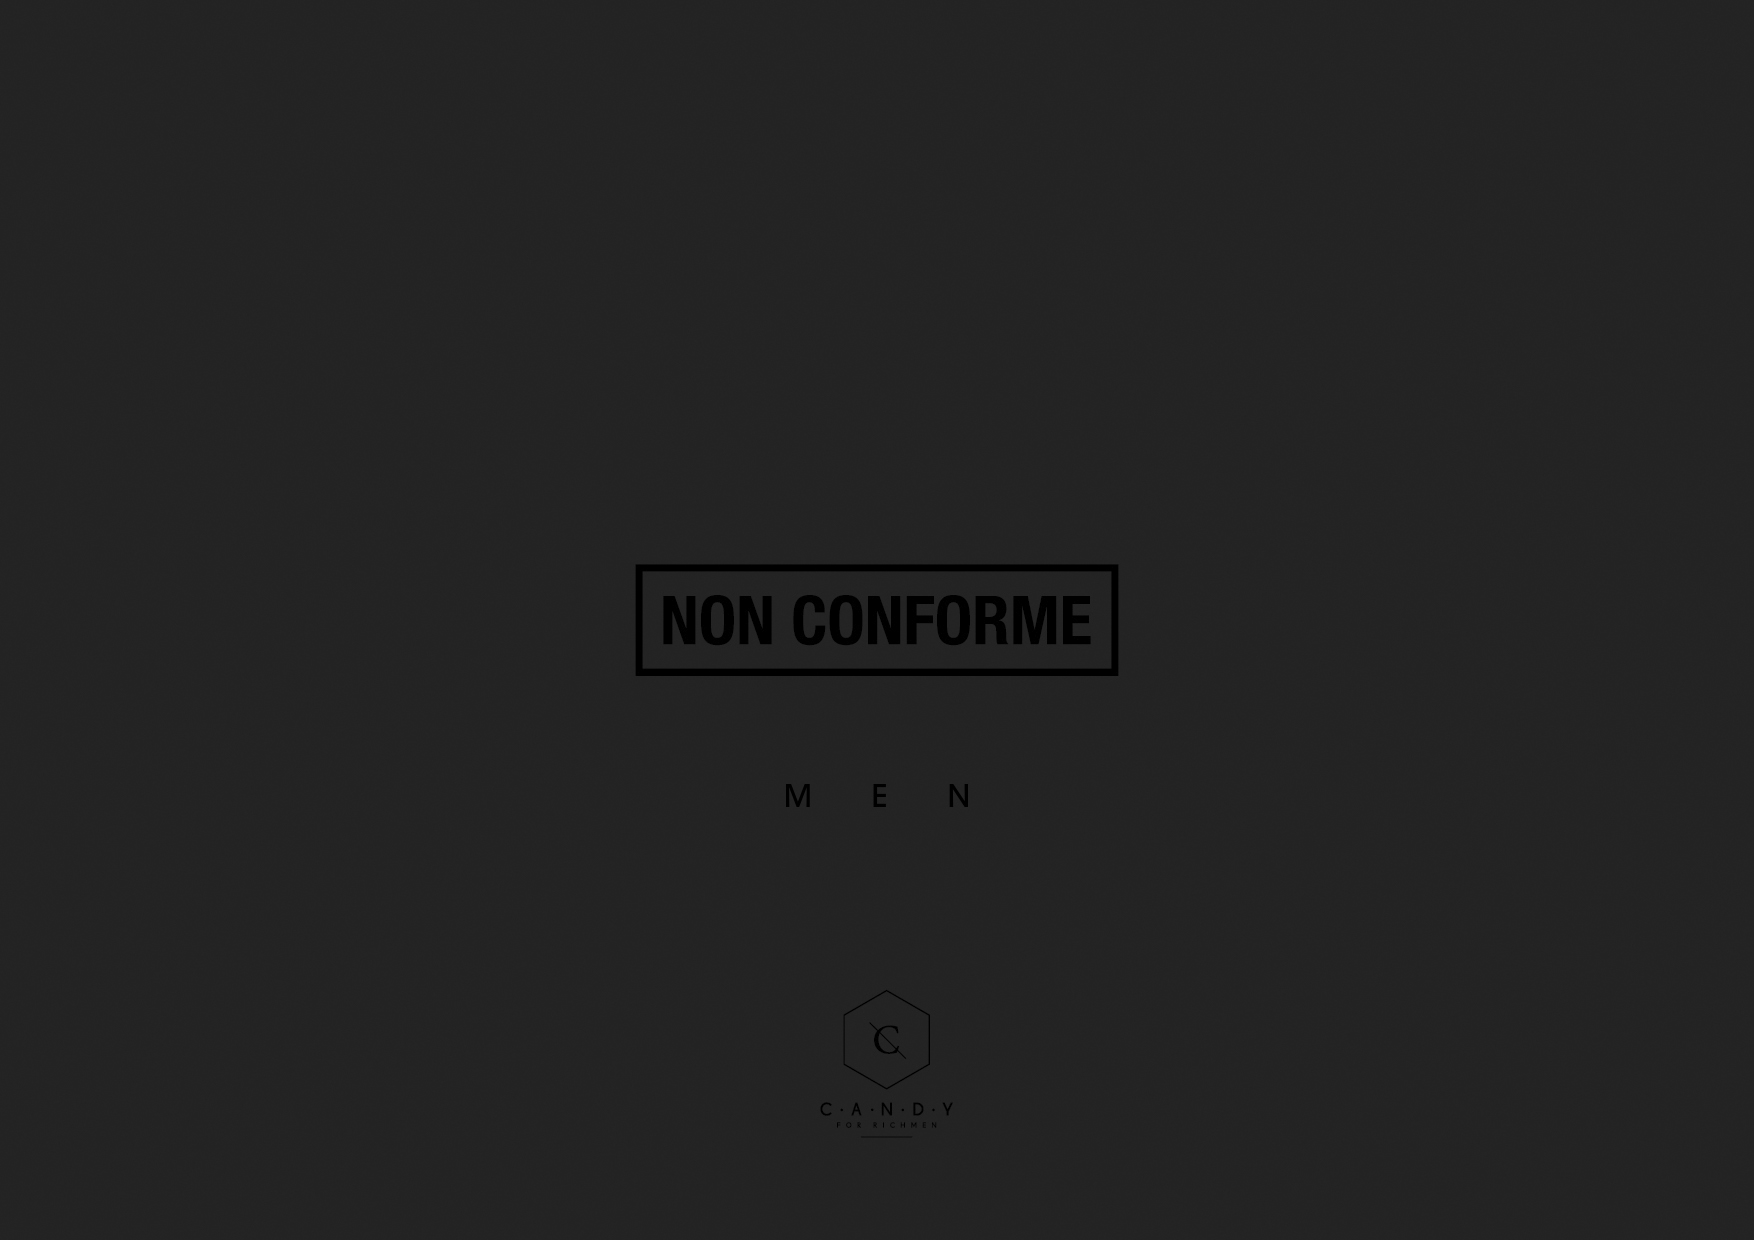 NON CONFORME
M E N
C
C·A·N·D·Y
FOR RICHMEN